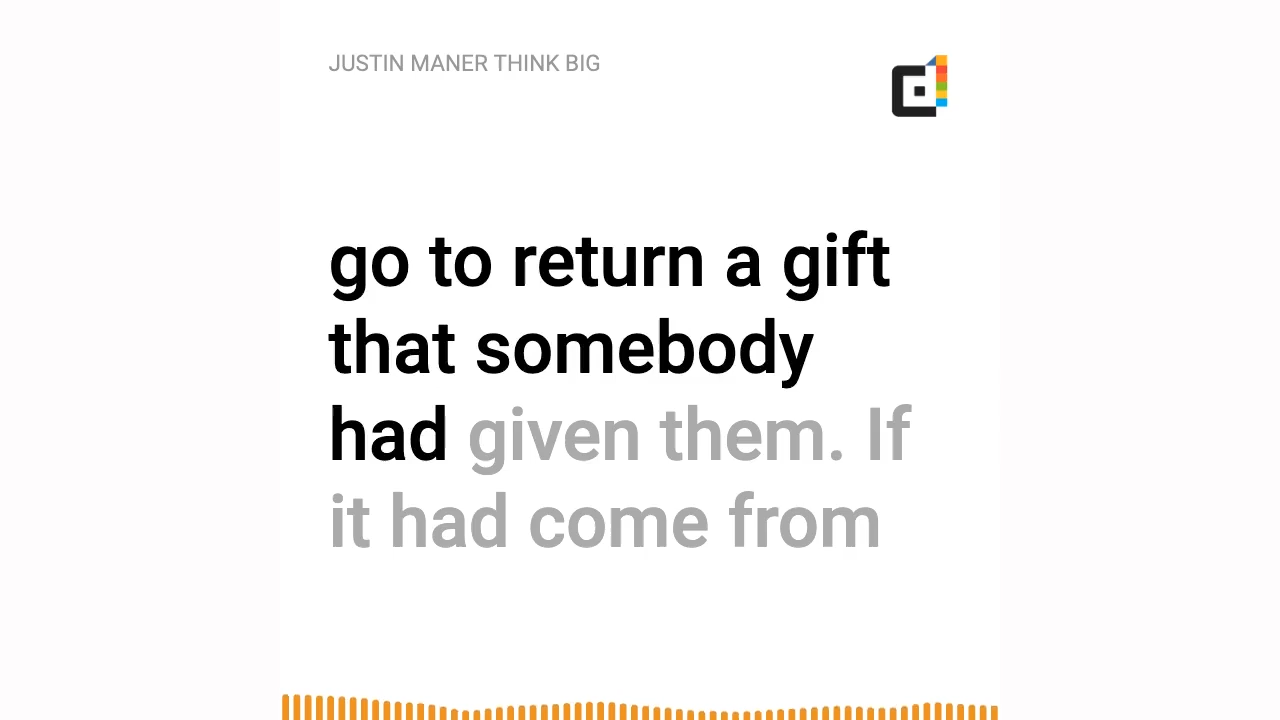 JUSTIN MANER THINK BIG
go to return a gift
that somebody
had given them. If
it had come from